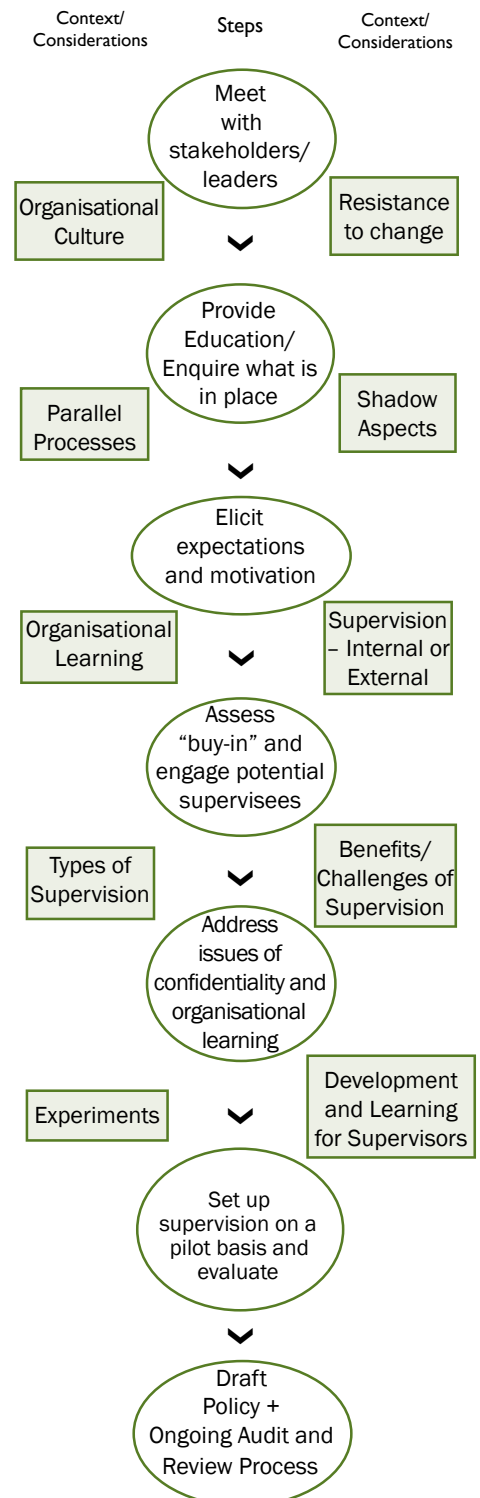 Context/
Considerations
Steps
Context/
Considerations
Meet
with
stakeholders/
leaders
Organisational
Culture
Resistance
to change
Provide
Education/
Enquire what is
in place
Parallel
Processes
Shadow
Aspects
Elicit
expectations
and motivation
Organisational
Learning
Supervision
– Internal or
External
Assess
“buy-in” and
engage potential
supervisees
Types of
Supervision
Benefits/
Challenges of
Supervision
Address
issues of
confidentiality and
organisational
learning
Experiments
Development
and Learning
for Supervisors
Set up
supervision on a
pilot basis and
evaluate
Draft
Policy +
Ongoing Audit and
Review Process